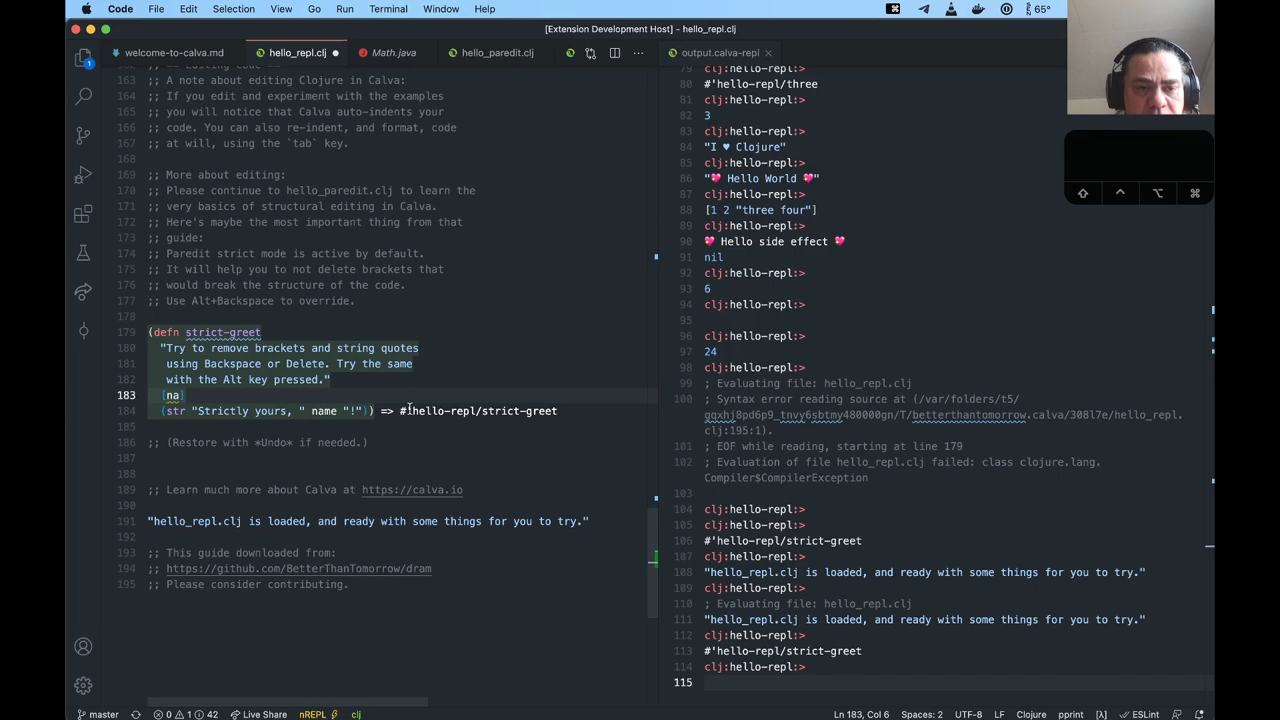 Code File Edit Selection View Go Run Terminal Window Help 65°
[Extension Development Host] - hello_repl.clj
welcome-to-calva.md hello_repl.clj Math.java hello_paredit.clj output.calva-repl
163 ;; A note about editing Clojure in Calva:
164 ;; If you edit and experiment with the examples
165 ;; you will notice that Calva auto-indents your
166 ;; code. You can also re-indent, and format, code
167 ;; at will, using the `tab` key.
168
169 ;; More about editing:
170 ;; Please continue to hello_paredit.clj to learn the
171 ;; very basics of structural editing in Calva.
172 ;; Here's maybe the most important thing from that
173 ;; guide:
174 ;; Paredit strict mode is active by default.
175 ;; It will help you to not delete brackets that
176 ;; would break the structure of the code.
177 ;; Use Alt+Backspace to override.
178
179 (defn strict-greet
180 "Try to remove brackets and string quotes
181 using Backspace or Delete. Try the same
182 with the Alt key pressed."
183 [na]
184 (str "Strictly yours, " name "!")) => #'hello-repl/strict-greet
185
186 ;; (Restore with *Undo* if needed.)
187
188
189 ;; Learn much more about Calva at https://calva.io
190
191 "hello_repl.clj is loaded, and ready with some things for you to try."
192
193 ;; This guide downloaded from:
194 ;; https://github.com/BetterThanTomorrow/dram
195 ;; Please consider contributing.
79 clj:hello-repl:>
80 #'hello-repl/three
81 clj:hello-repl:>
82 3
83 clj:hello-repl:>
84 "I ♥ Clojure"
85 clj:hello-repl:>
86 "💖 Hello World 💖"
87 clj:hello-repl:>
88 [1 2 "three four"]
89 clj:hello-repl:>
90 💖 Hello side effect 💖
91 nil
92 clj:hello-repl:>
93 6
94 clj:hello-repl:>
95
96 clj:hello-repl:>
97 24
98 clj:hello-repl:>
99 ; Evaluating file: hello_repl.clj
100 ; Syntax error reading source at (/var/folders/t5/
gqxhj8pd6p9_tnvy6sbtmy480000gn/T/betterthantomorrow.calva/308l7e/hello_repl.
clj:195:1).
101 ; EOF while reading, starting at line 179
102 ; Evaluation of file hello_repl.clj failed: class clojure.lang.
Compiler$CompilerException
103
104 clj:hello-repl:>
105 clj:hello-repl:>
106 #'hello-repl/strict-greet
107 clj:hello-repl:>
108 "hello_repl.clj is loaded, and ready with some things for you to try."
109 clj:hello-repl:>
110 ; Evaluating file: hello_repl.clj
111 "hello_repl.clj is loaded, and ready with some things for you to try."
112 clj:hello-repl:>
113 #'hello-repl/strict-greet
114 clj:hello-repl:>
115
master 0 1 42 Live Share nREPL clj Ln 183, Col 6 Spaces: 2 UTF-8 LF Clojure pprint [λ] ESLint